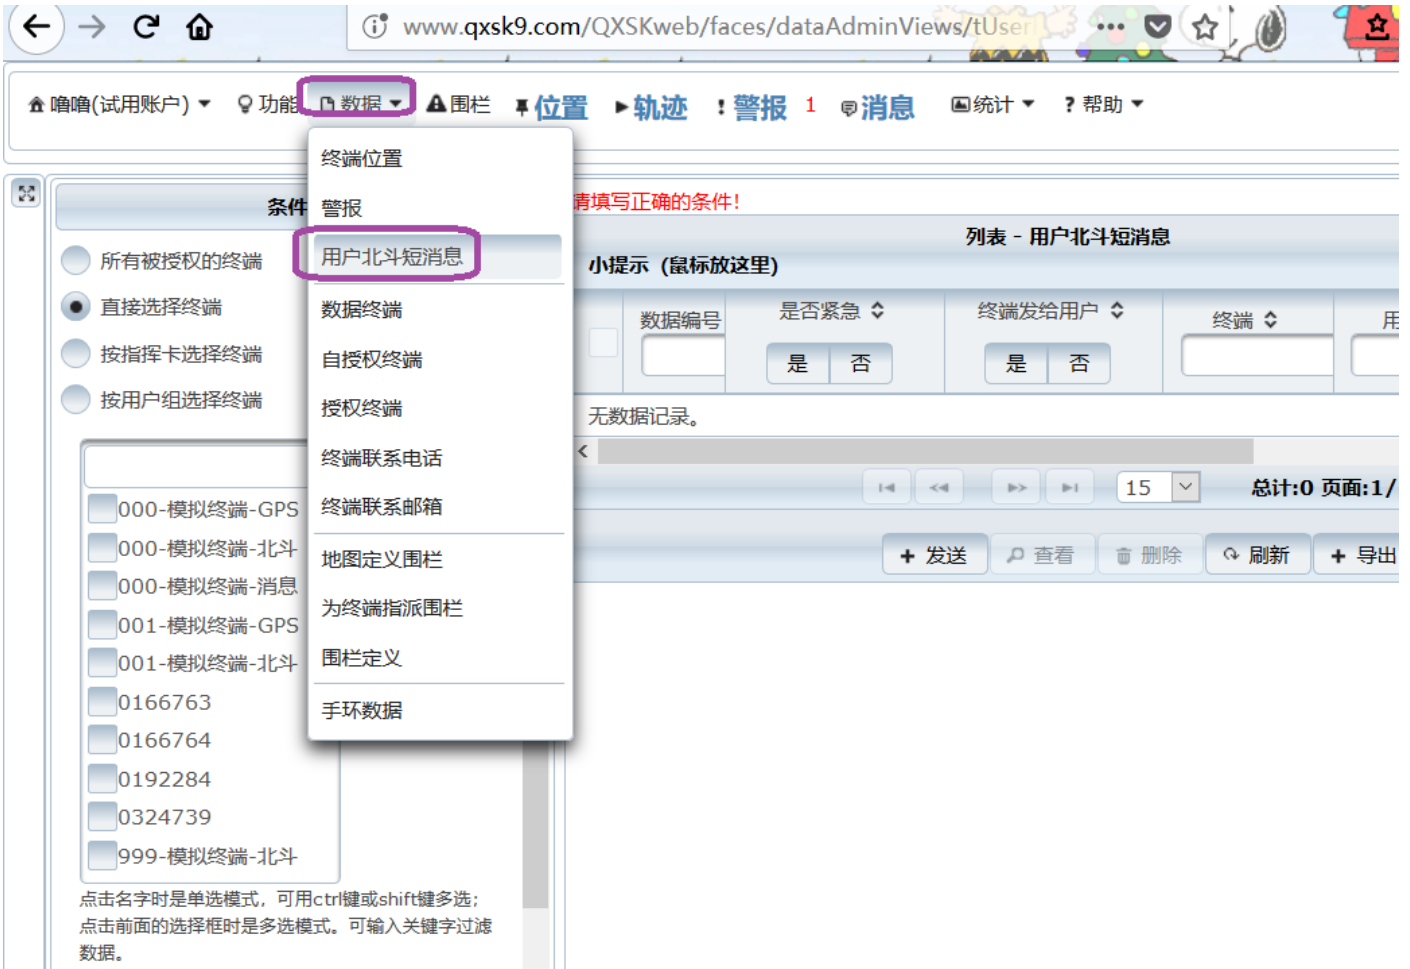 www.qxsk9.com/QXSKweb/faces/dataAdminViews/tUser
噜噜(试用账户) 功能 数据 围栏 位置 轨迹 警报 1 消息 统计 ? 帮助
终端位置
警报
用户北斗短消息
数据终端
自授权终端
授权终端
终端联系电话
终端联系邮箱
地图定义围栏
为终端指派围栏
围栏定义
手环数据
条件
所有被授权的终端
直接选择终端
按指挥卡选择终端
按用户组选择终端
000-模拟终端-GPS
000-模拟终端-北斗
000-模拟终端-消息
001-模拟终端-GPS
001-模拟终端-北斗
0166763
0166764
0192284
0324739
999-模拟终端-北斗
点击名字时是单选模式，可用ctrl键或shift键多选；
点击前面的选择框时是多选模式。可输入关键字过滤
数据。
请填写正确的条件!
列表 - 用户北斗短消息
小提示 (鼠标放这里)
数据编号 是否紧急 终端发给用户 终端 用
是 否 是 否
无数据记录。
15 总计:0 页面:1/
+ 发送 查看 删除 刷新 + 导出